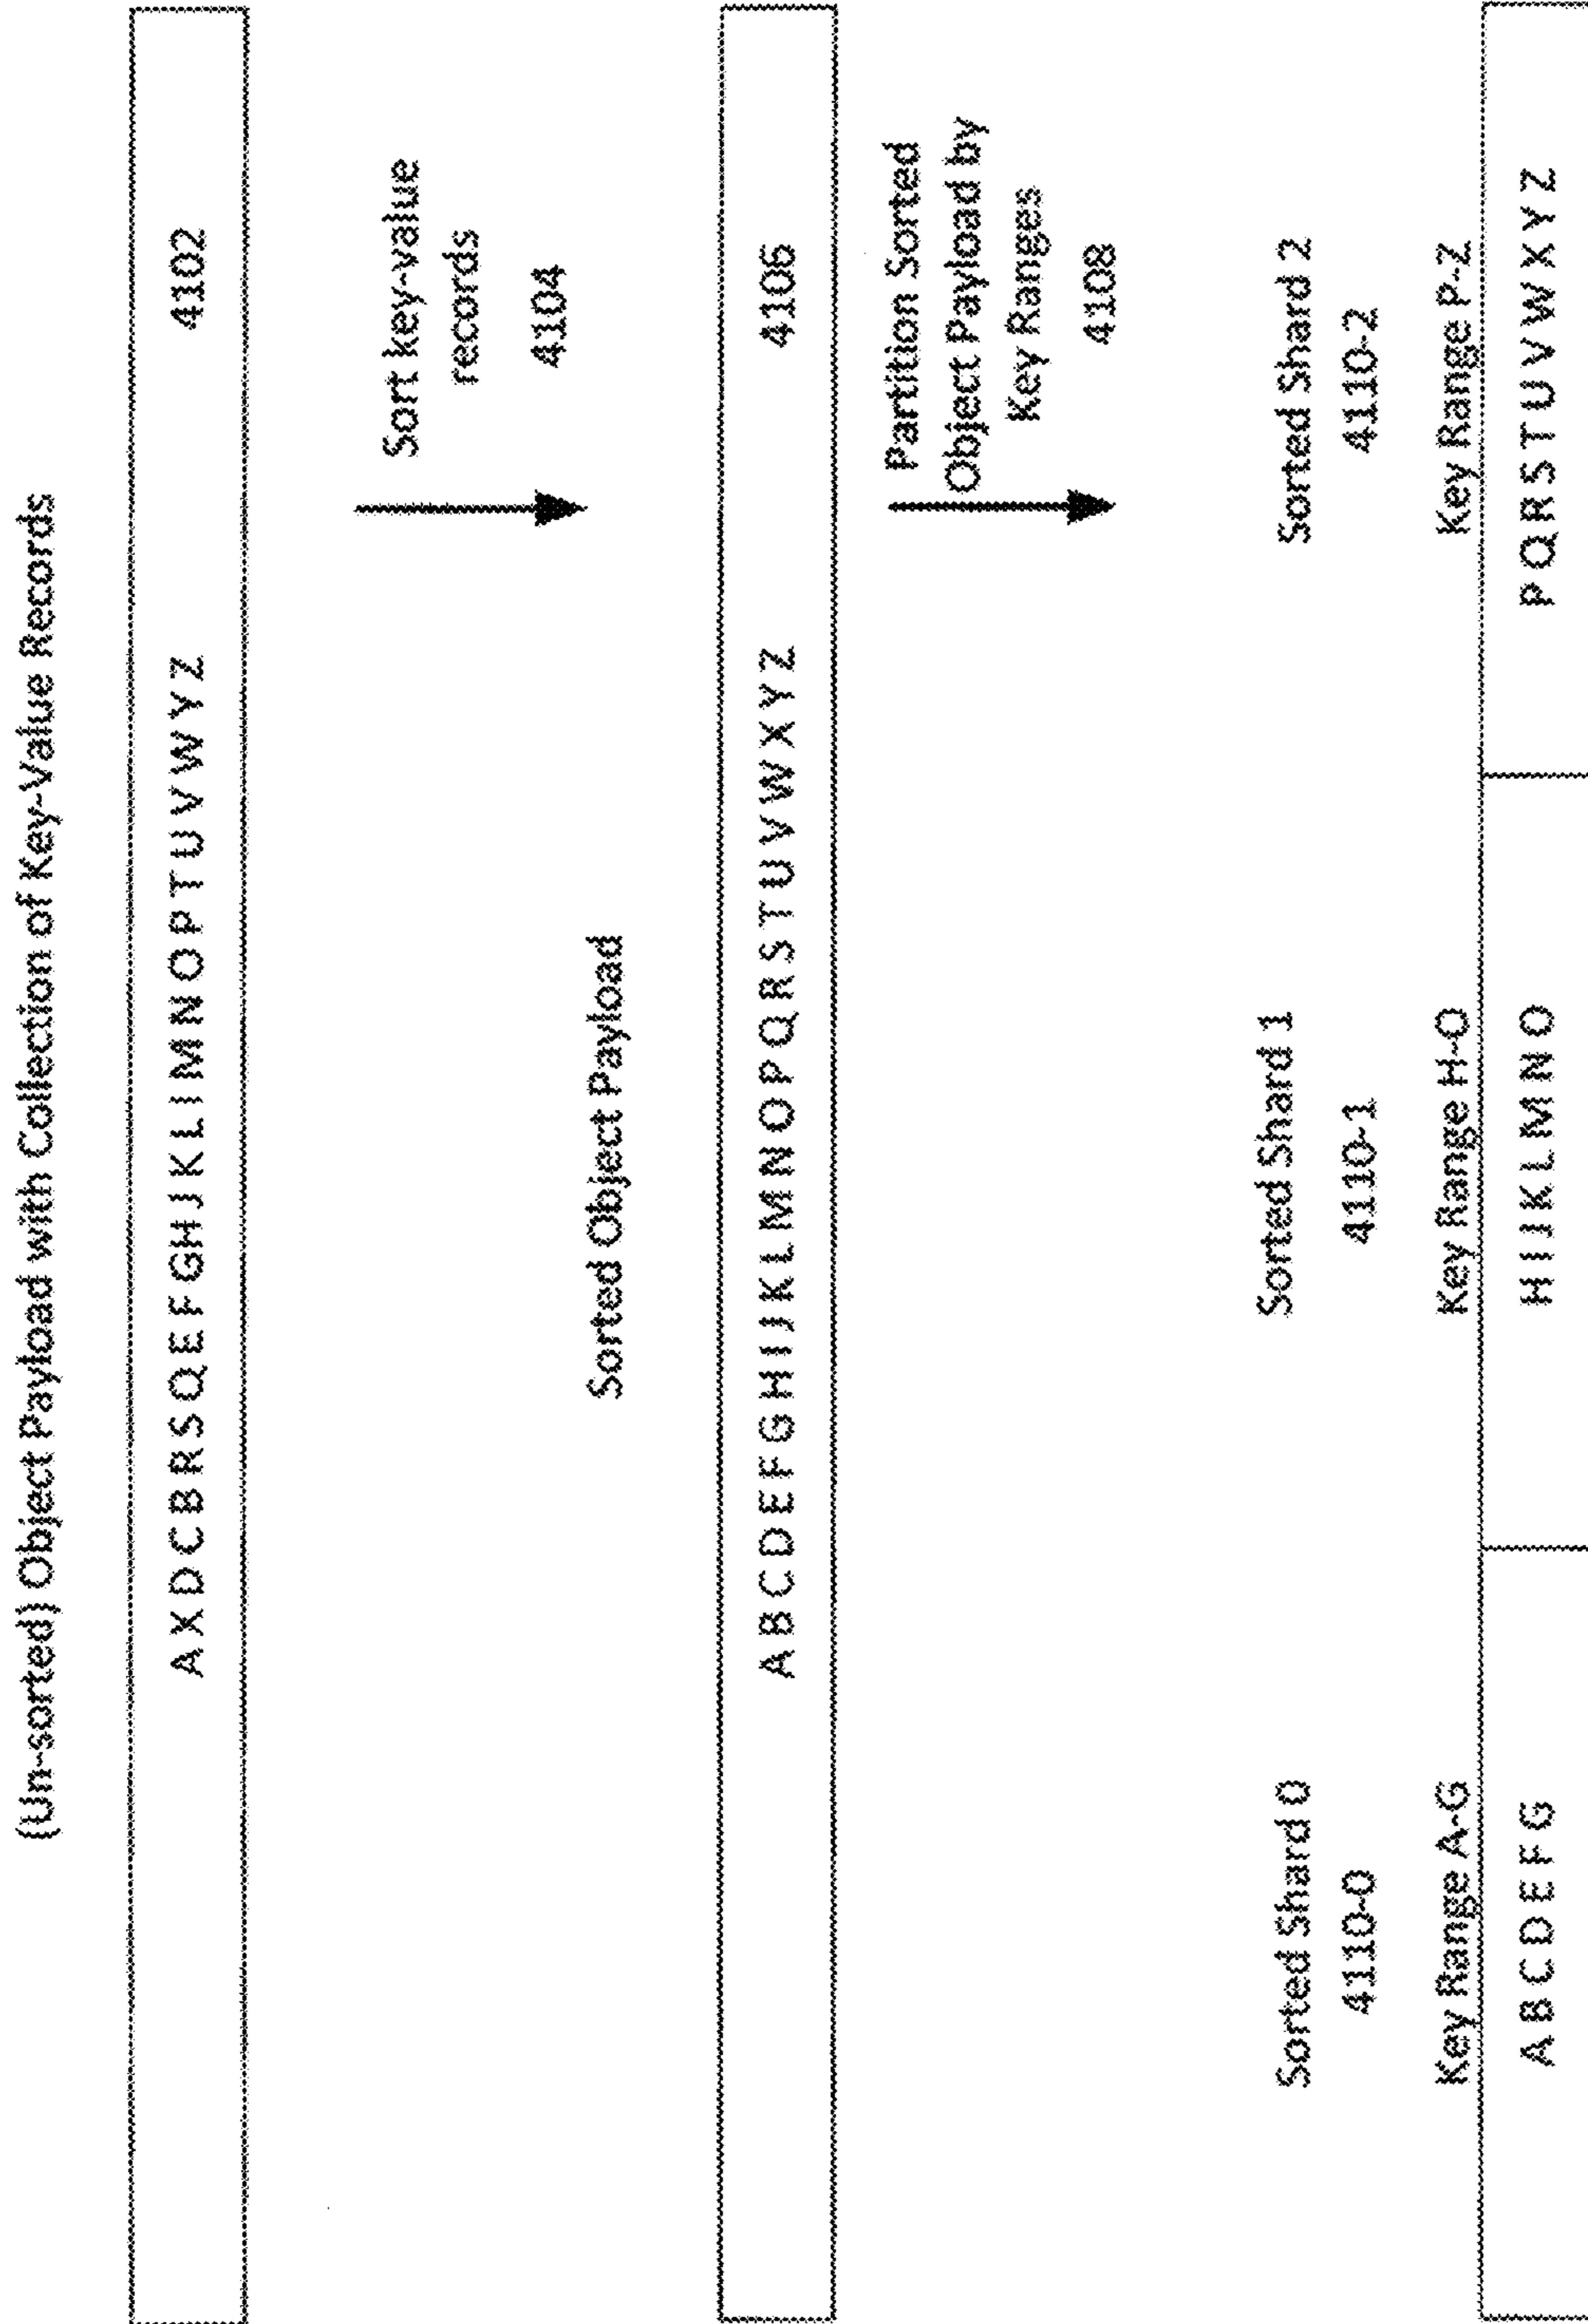 (Un-sorted) Object Payload with Collection of Key-Value Records
A X D C B R S Q E F G H J K L I M N O P T U V W Y Z 4102
Sort key-value
records
4104
Sorted Object Payload
A B C D E F G H I J K L M N O P Q R S T U V W X Y Z 4106
Partition Sorted
Object Payload by
Key Ranges
4108
Sorted Shard 0
4110-0
Key Range A-G
A B C D E F G
Sorted Shard 1
4110-1
Key Range H-O
H I J K L M N O
Sorted Shard 2
4110-2
Key Range P-Z
P Q R S T U V W X Y Z